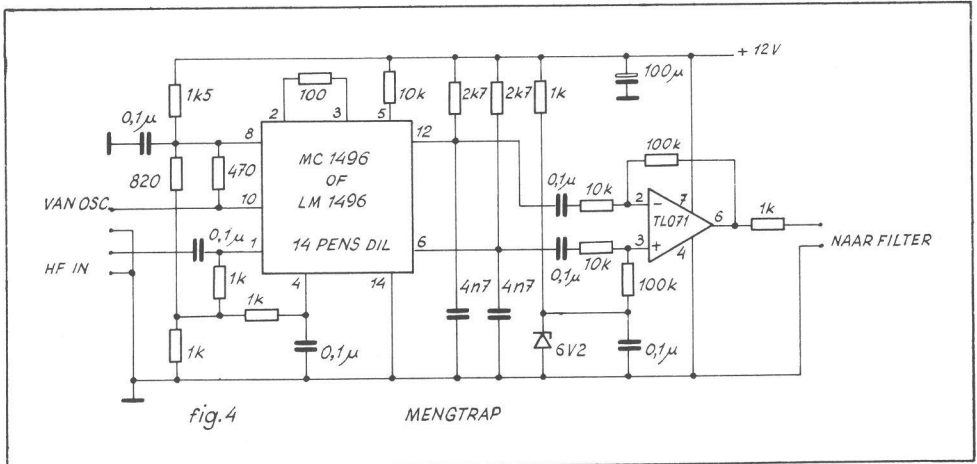 + 12V
1k5
100
2
3
10k
5
2k7
2k7
1k
100µ
0,1µ
8
12
820
470
MC 1496
OF
LM 1496
14 PENS DIL
100k
0,1µ
10k
2
7
TL071
6
1k
VAN OSC.
10
0,1µ
1
HF IN
6
0,1µ
10k
3
4
NAAR FILTER
1k
4
14
4n7
4n7
100k
1k
1k
0,1µ
6V2
0,1µ
fig.4
MENGTRAP